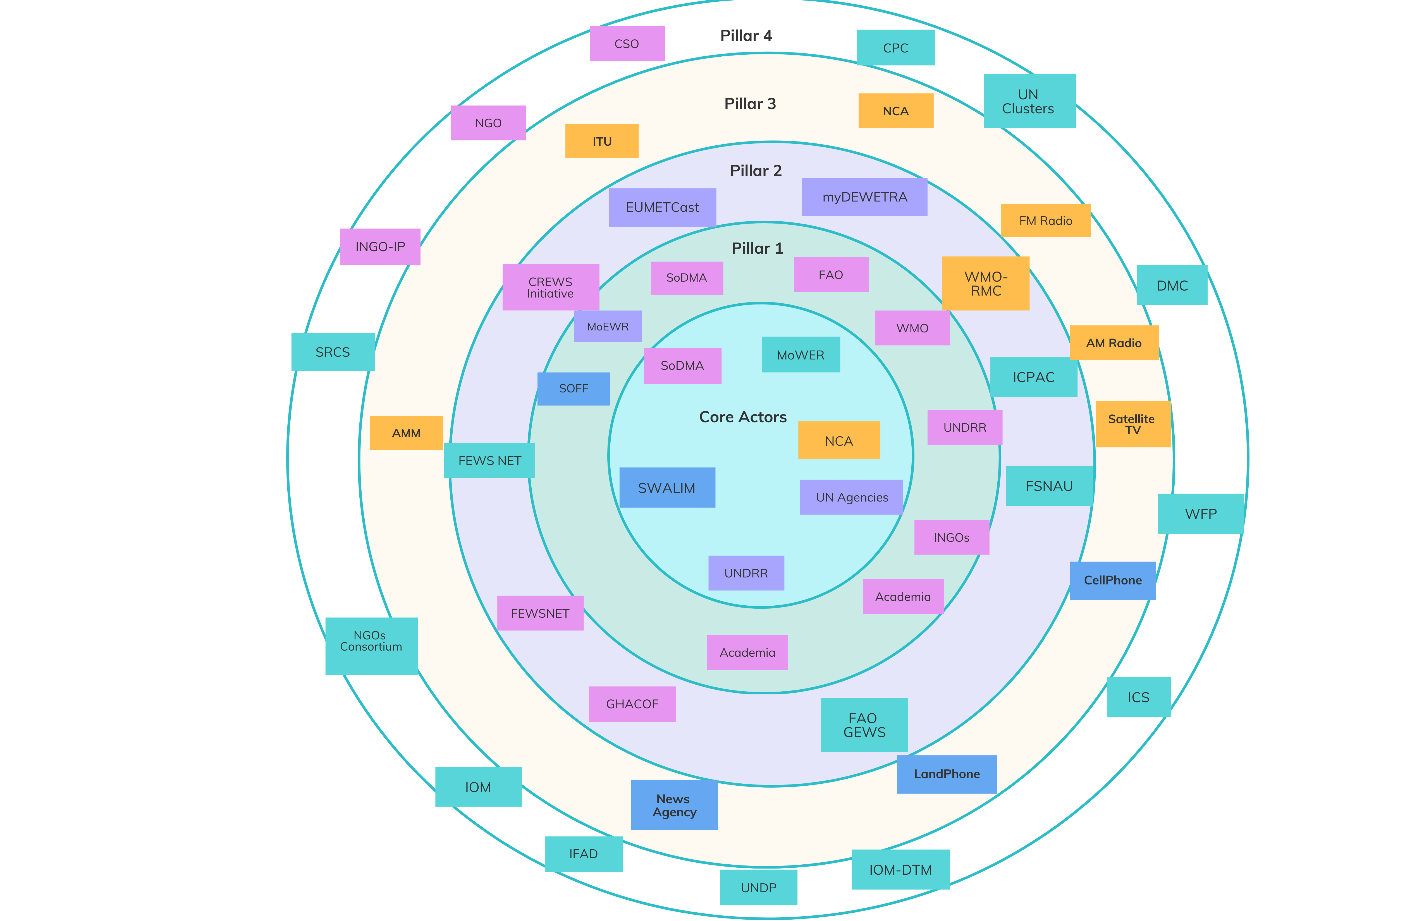 Pillar 4
CSO
CPC
UN
Clusters
Pillar 3
NCA
NGO
ITU
Pillar 2
EUMETCast
myDEWETRA
FM Radio
INGO-IP
Pillar 1
CREWS
Initiative
SoDMA
FAO
WMO-
RMC
DMC
MoEWR
WMO
AM Radio
SRCS
SoDMA
MoWER
ICPAC
SOFF
Core Actors
UNDRR
Satellite
TV
AMM
NCA
FEWS NET
SWALIM
UN Agencies
FSNAU
WFP
INGOs
UNDRR
CellPhone
Academia
FEWSNET
NGOs
Consortium
Academia
ICS
GHACOF
FAO
GEWS
LandPhone
IOM
News
Agency
IFAD
IOM-DTM
UNDP